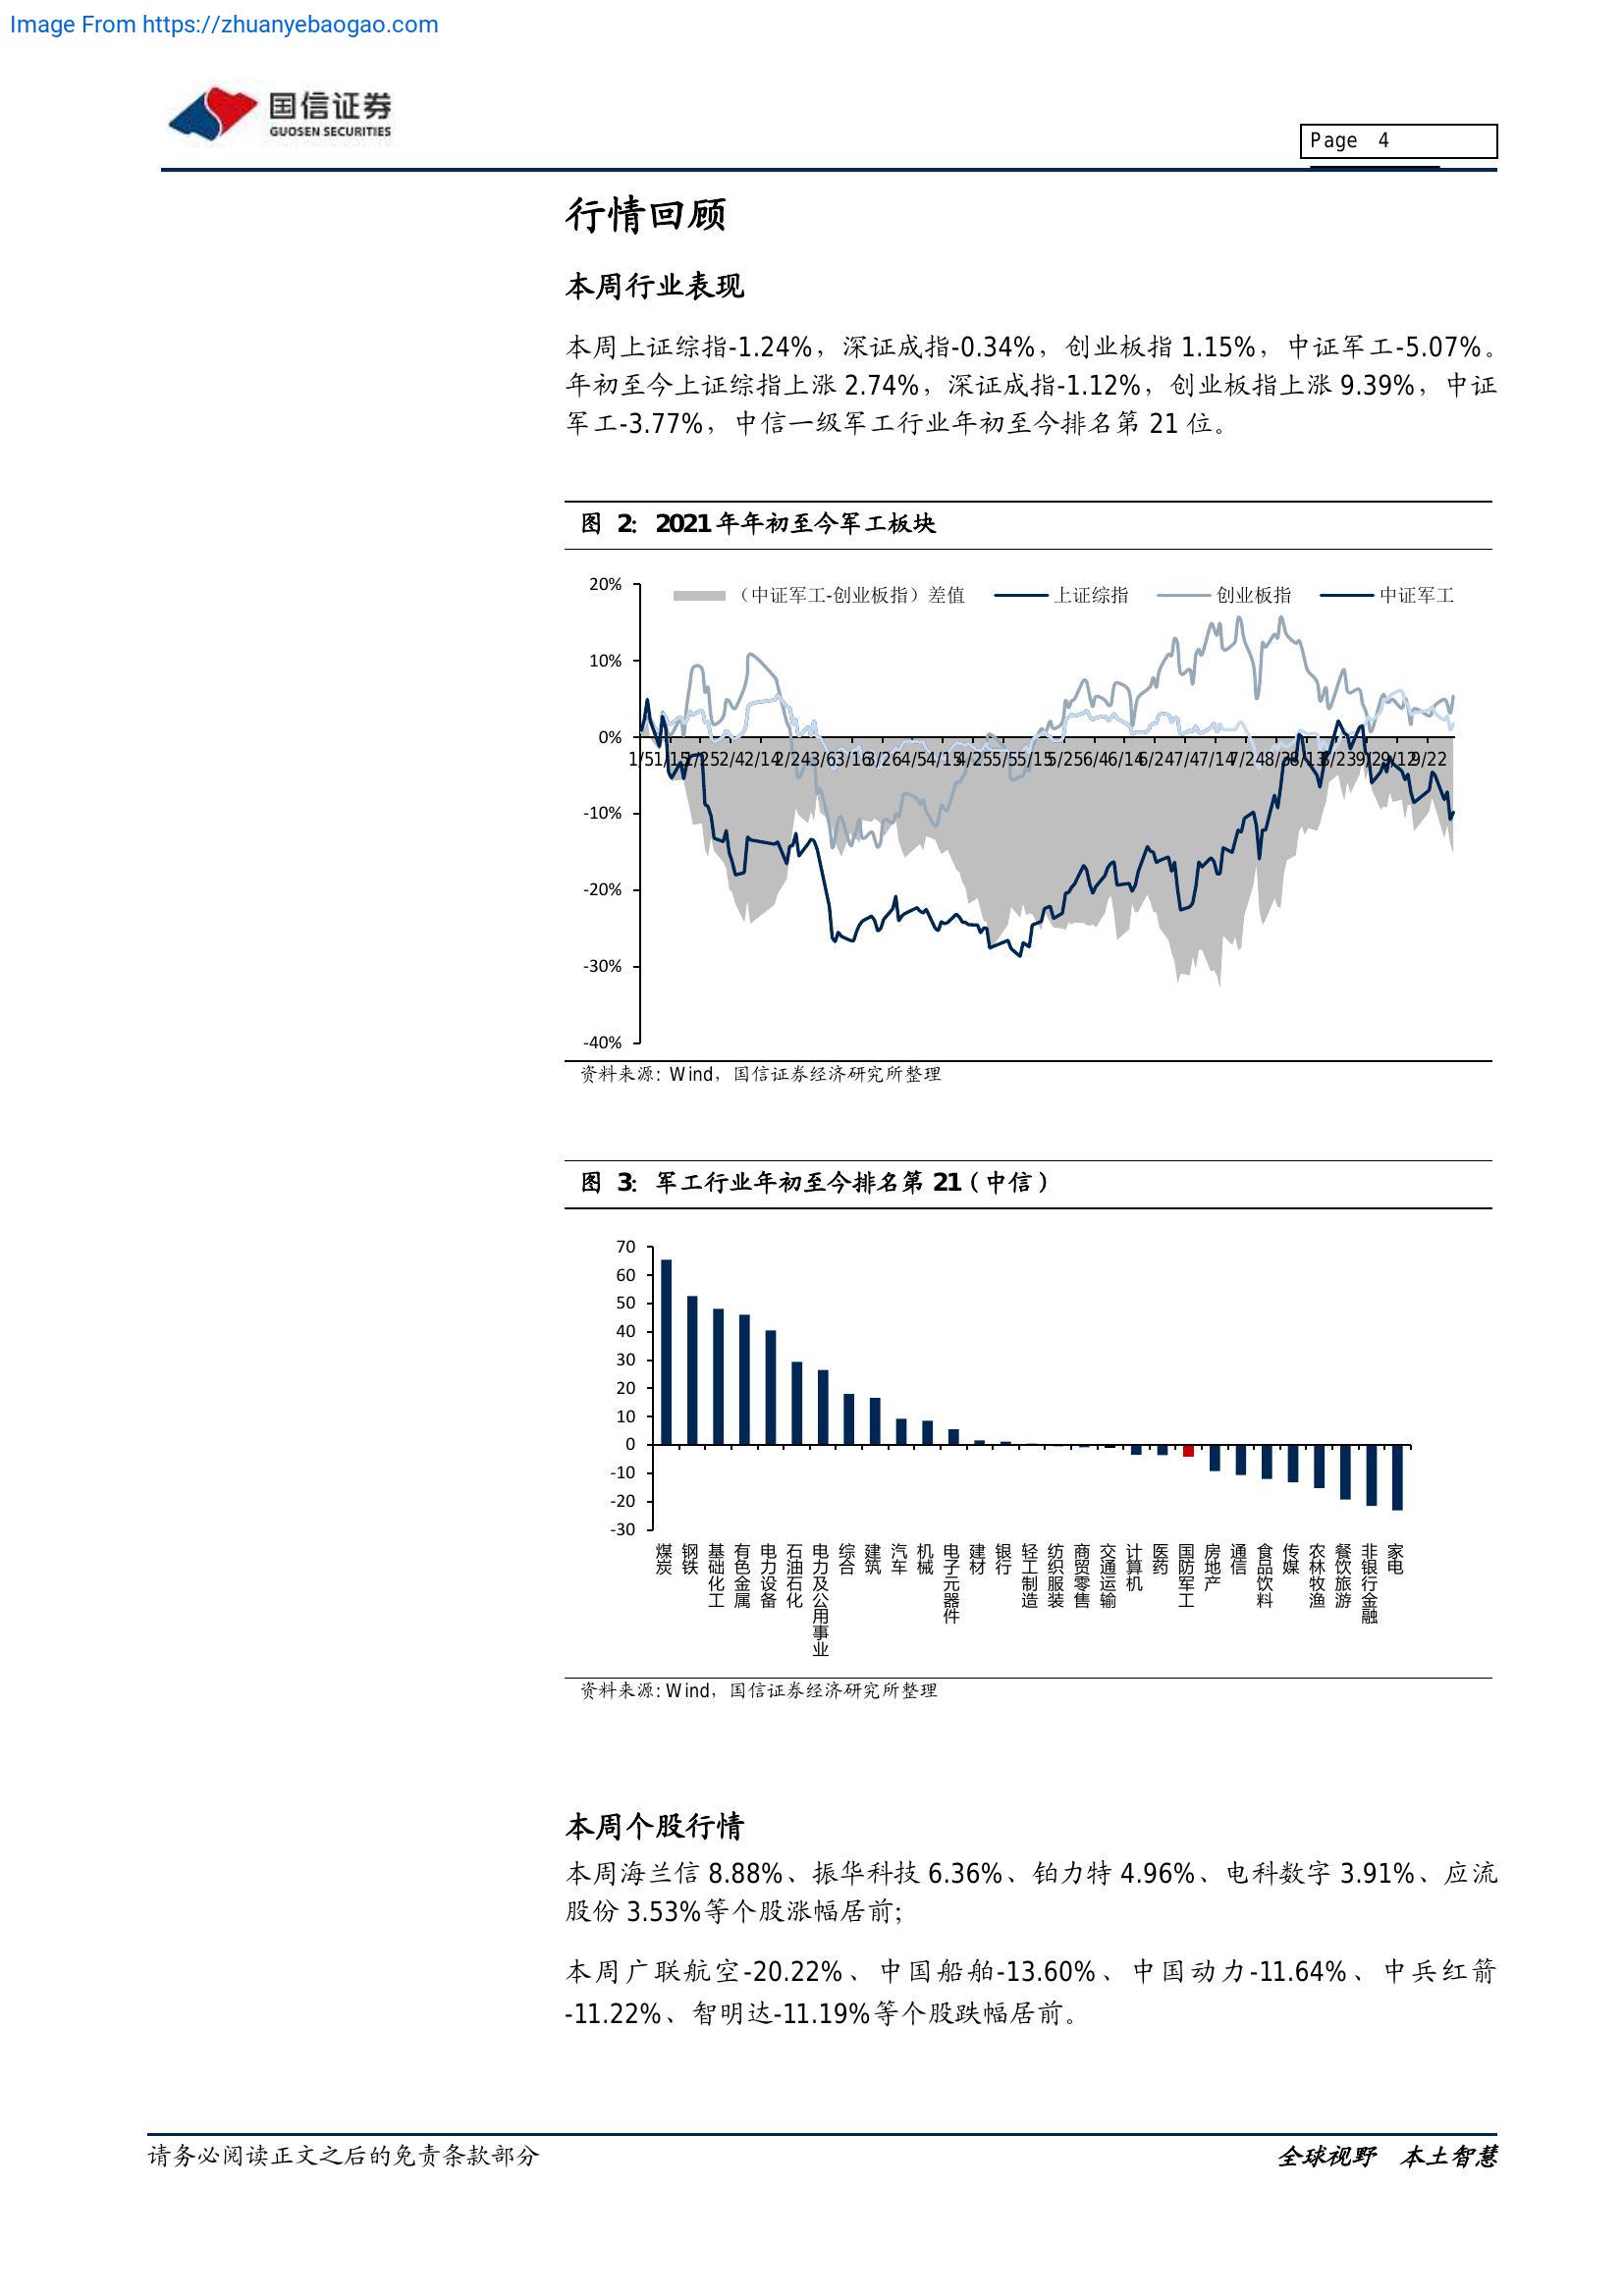 Image From https://zhuanyebaogao.com
国信证券
GUOSEN SECURITIES
Page 4
行情回顾
本周行业表现
本周上证综指-1.24%，深证成指-0.34%，创业板指 1.15%，中证军工-5.07%。
年初至今上证综指上涨 2.74%，深证成指-1.12%，创业板指上涨 9.39%，中证
军工-3.77%，中信一级军工行业年初至今排名第 21 位。
图 2：2021 年年初至今军工板块
（中证军工-创业板指）差值 上证综指 创业板指 中证军工
20%
10%
0%
-10%
-20%
-30%
-40%
1/5 1/15 1/25 2/4 2/14 2/24 3/6 3/16 3/26 4/5 4/15 4/25 5/5 5/15 5/25 6/4 6/14 6/24 7/4 7/14 7/24 8/3 8/13 8/23 9/2 9/12 9/22
资料来源：Wind，国信证券经济研究所整理
图 3：军工行业年初至今排名第 21（中信）
70
60
50
40
30
20
10
0
-10
-20
-30
煤炭 钢铁 基础化工 有色金属 电力设备 石油石化 电力及公用事业 综合 建筑 汽车 机械 电子元器件 建材 银行 轻工制造 纺织服装 商贸零售 交通运输 计算机 医药 国防军工 房地产 通信 食品饮料 传媒 农林牧渔 餐饮旅游 非银行金融 家电
资料来源：Wind，国信证券经济研究所整理
本周个股行情
本周海兰信 8.88%、振华科技 6.36%、铂力特 4.96%、电科数字 3.91%、应流
股份 3.53%等个股涨幅居前；
本周广联航空-20.22%、中国船舶-13.60%、中国动力-11.64%、中兵红箭
-11.22%、智明达-11.19%等个股跌幅居前。
请务必阅读正文之后的免责条款部分
全球视野 本土智慧